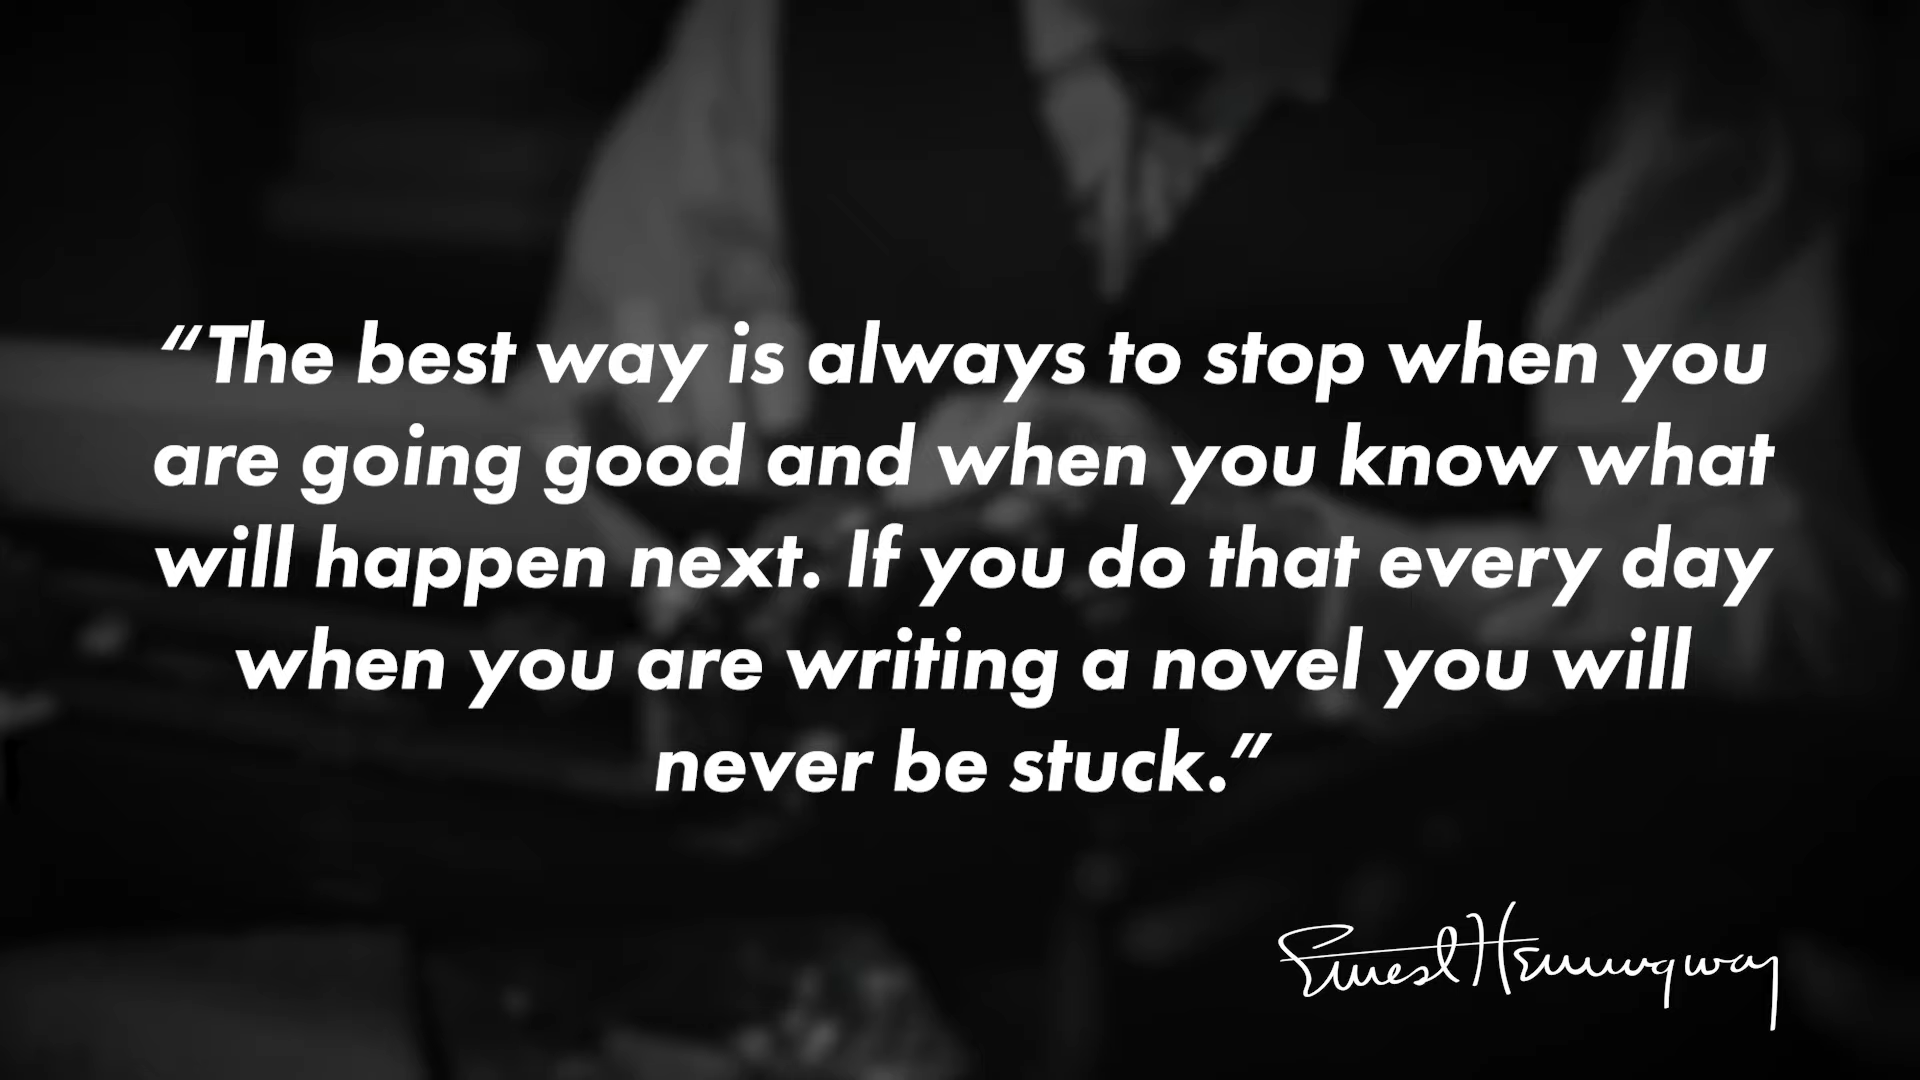 “The best way is always to stop when you
are going good and when you know what
will happen next. If you do that every day
when you are writing a novel you will
never be stuck.”
Ernest Hemingway